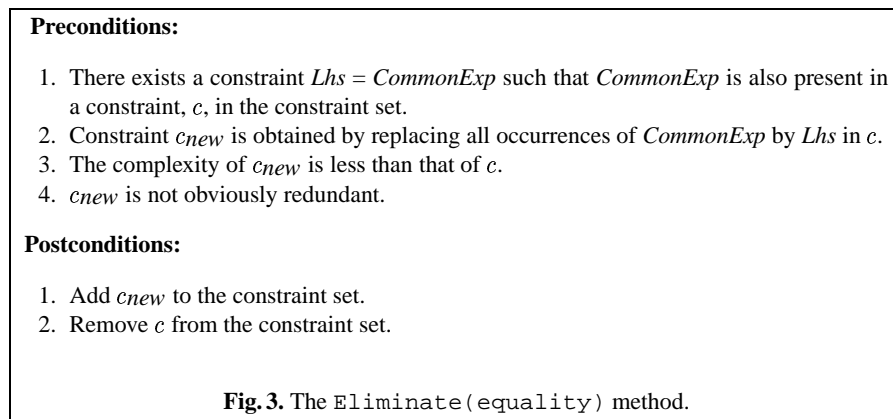 Preconditions:
1. There exists a constraint Lhs = CommonExp such that CommonExp is also present in
a constraint, c, in the constraint set.
2. Constraint cnew is obtained by replacing all occurrences of CommonExp by Lhs in c.
3. The complexity of cnew is less than that of c.
4. cnew is not obviously redundant.
Postconditions:
1. Add cnew to the constraint set.
2. Remove c from the constraint set.
Fig. 3. The Eliminate(equality) method.